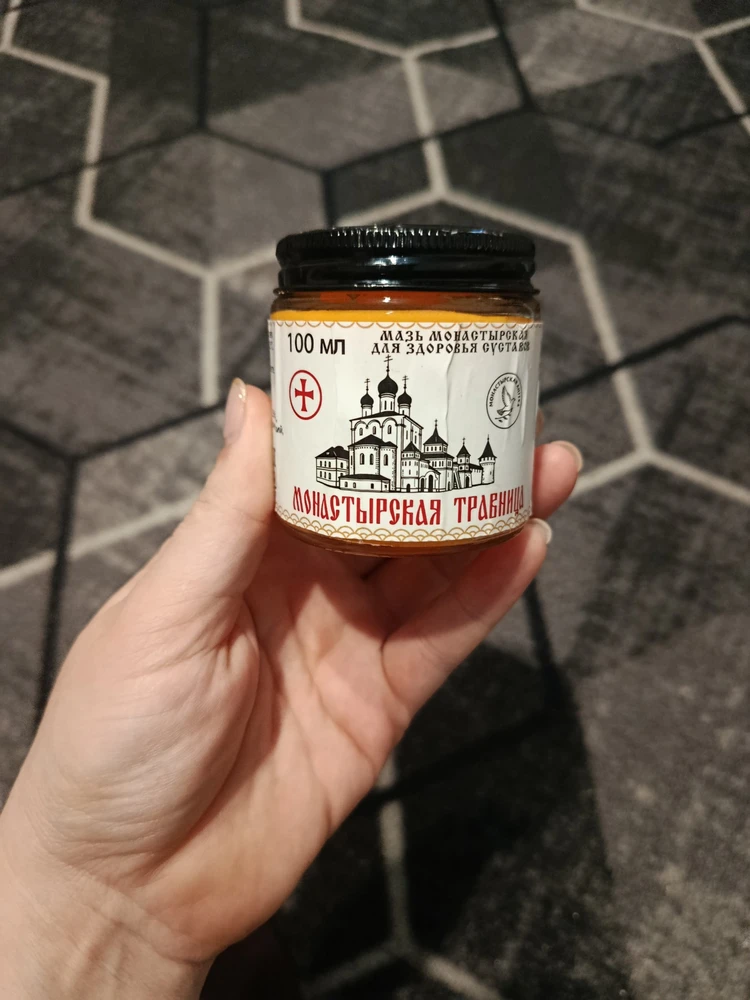 100 мл
МАЗЬ МОНАСТЫРСКАЯ
ДЛЯ ЗДОРОВЬЯ СУСТАВОВ
МОНАСТЫРСКАЯ ТРАВНИЦА